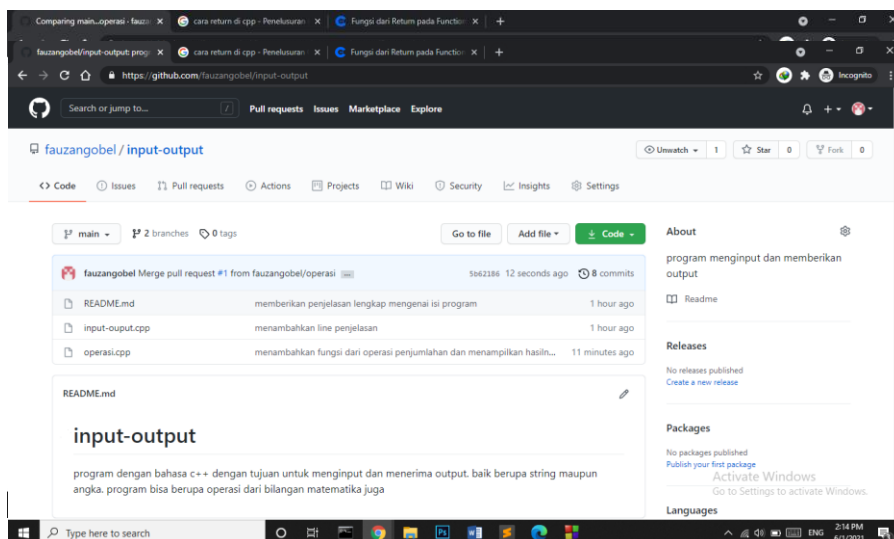 Comparing main...operasi · fauza
cara return di cpp - Penelusuran
Fungsi dari Return pada Function
fauzangobel/input-output: progr
cara return di cpp - Penelusuran
Fungsi dari Return pada Function
https://github.com/fauzangobel/input-output
Incognito
Search or jump to...
/
Pull requests Issues Marketplace Explore
fauzangobel / input-output
Unwatch 1
Star 0
Fork 0
Code
Issues
Pull requests
Actions
Projects
Wiki
Security
Insights
Settings
main
2 branches
0 tags
Go to file
Add file
Code
fauzangobel Merge pull request #1 from fauzangobel/operasi ...
5b62186 12 seconds ago
8 commits
README.md memberikan penjelasan lengkap mengenai isi program 1 hour ago
input-ouput.cpp menambahkan line penjelasan 1 hour ago
operasi.cpp menambahkan fungsi dari operasi penjumlahan dan menampilkan hasiln... 11 minutes ago
README.md
input-output
program dengan bahasa c++ dengan tujuan untuk menginput dan menerima output. baik berupa string maupun
angka. program bisa berupa operasi dari bilangan matematika juga
About
program menginput dan memberikan
output
Readme
Releases
No releases published
Create a new release
Packages
No packages published
Publish your first package
Languages
Activate Windows
Go to Settings to activate Windows.
Type here to search
Ps
ENG
2:14 PM
6/1/2021